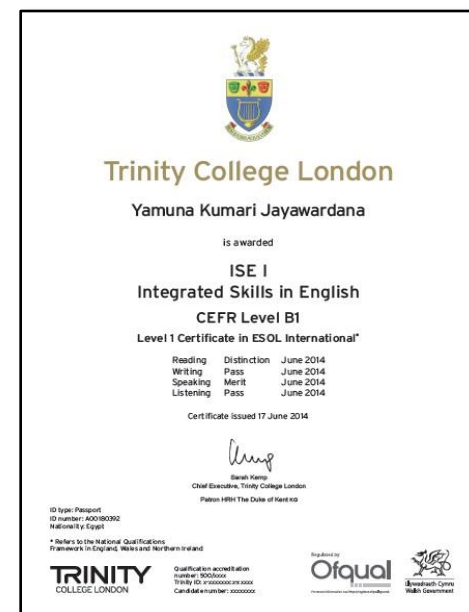 Trinity College London
Yamuna Kumari Jayawardana
is awarded
ISE I
Integrated Skills in English
CEFR Level B1
Level 1 Certificate in ESOL International*
Reading Distinction June 2014
Writing Pass June 2014
Speaking Merit June 2014
Listening Pass June 2014
Certificate issued 17 June 2014
Sarah Kemp
Chief Executive, Trinity College London
Patron HRH The Duke of Kent KG
ID type: Passport
ID number: A00180392
Nationality: Egypt
* Refers to the National Qualifications
Framework in England, Wales and Northern Ireland
TRINITY
COLLEGE LONDON
Qualification accreditation
number: 500/xxxx
Trinity ID:
Candidate number: xxxxxxxx
Regulated by
Ofqual
Llywodraeth Cymru
Welsh Government